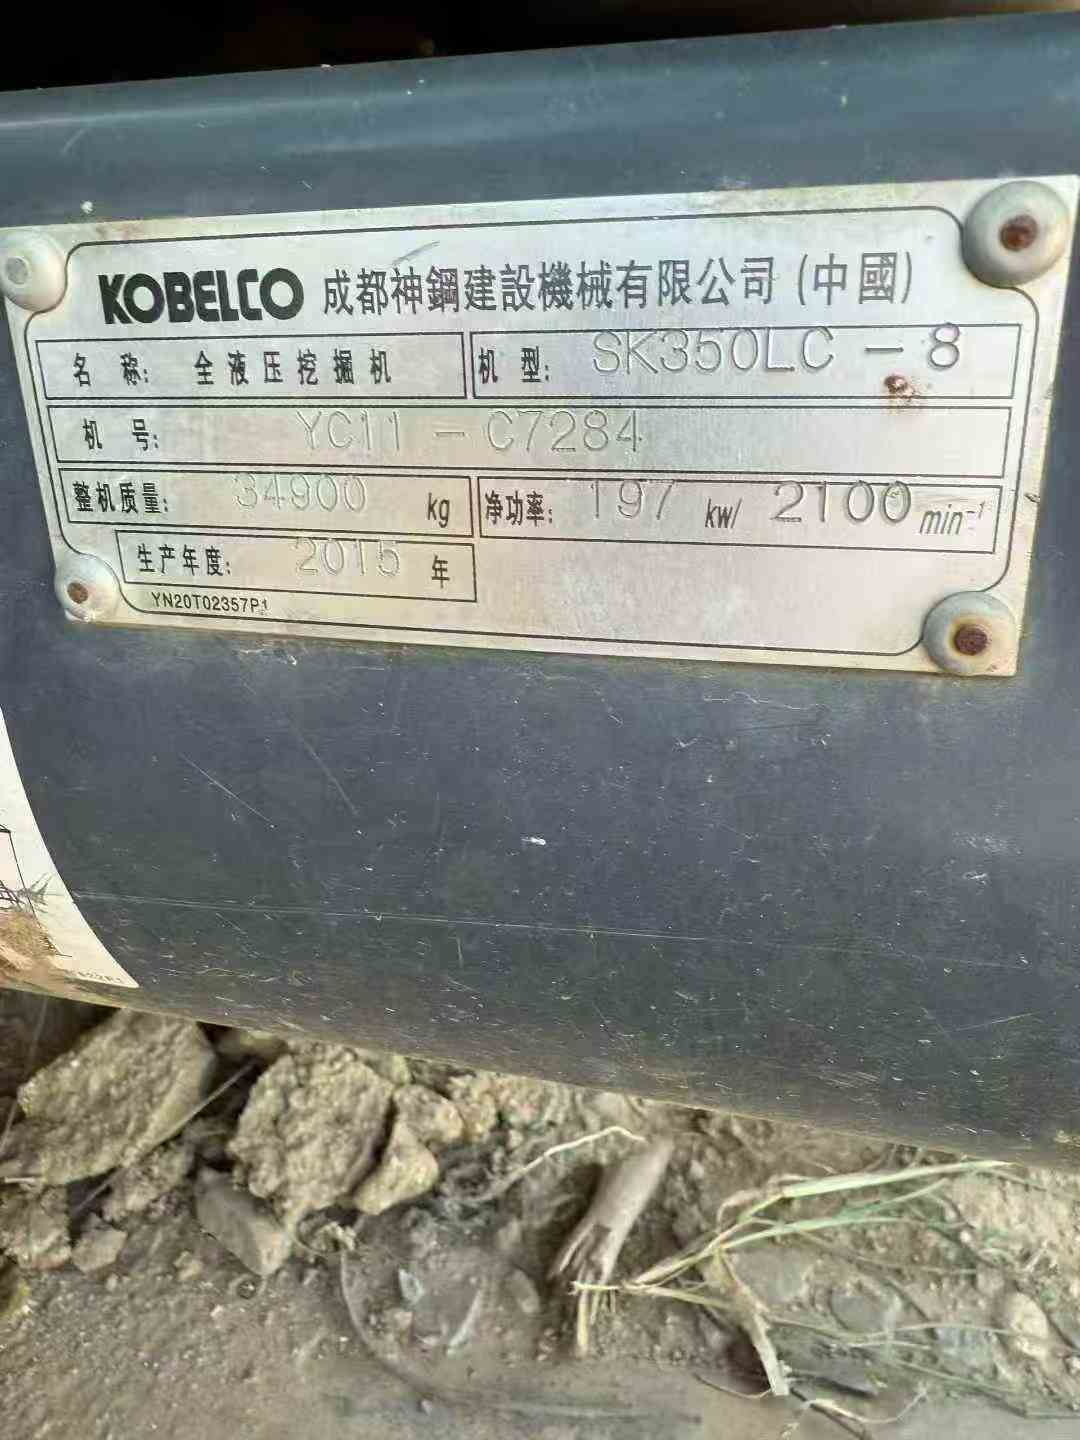 KOBELCO 成都神鋼建設機械有限公司 (中國)
名 称: 全液压挖掘机 机 型: SK350LC - 8
机 号: YC11 - C7284
整机质量: 34900 kg 净功率: 197 kw/ 2100 min⁻¹
生产年度: 2015 年
YN20T02357P1